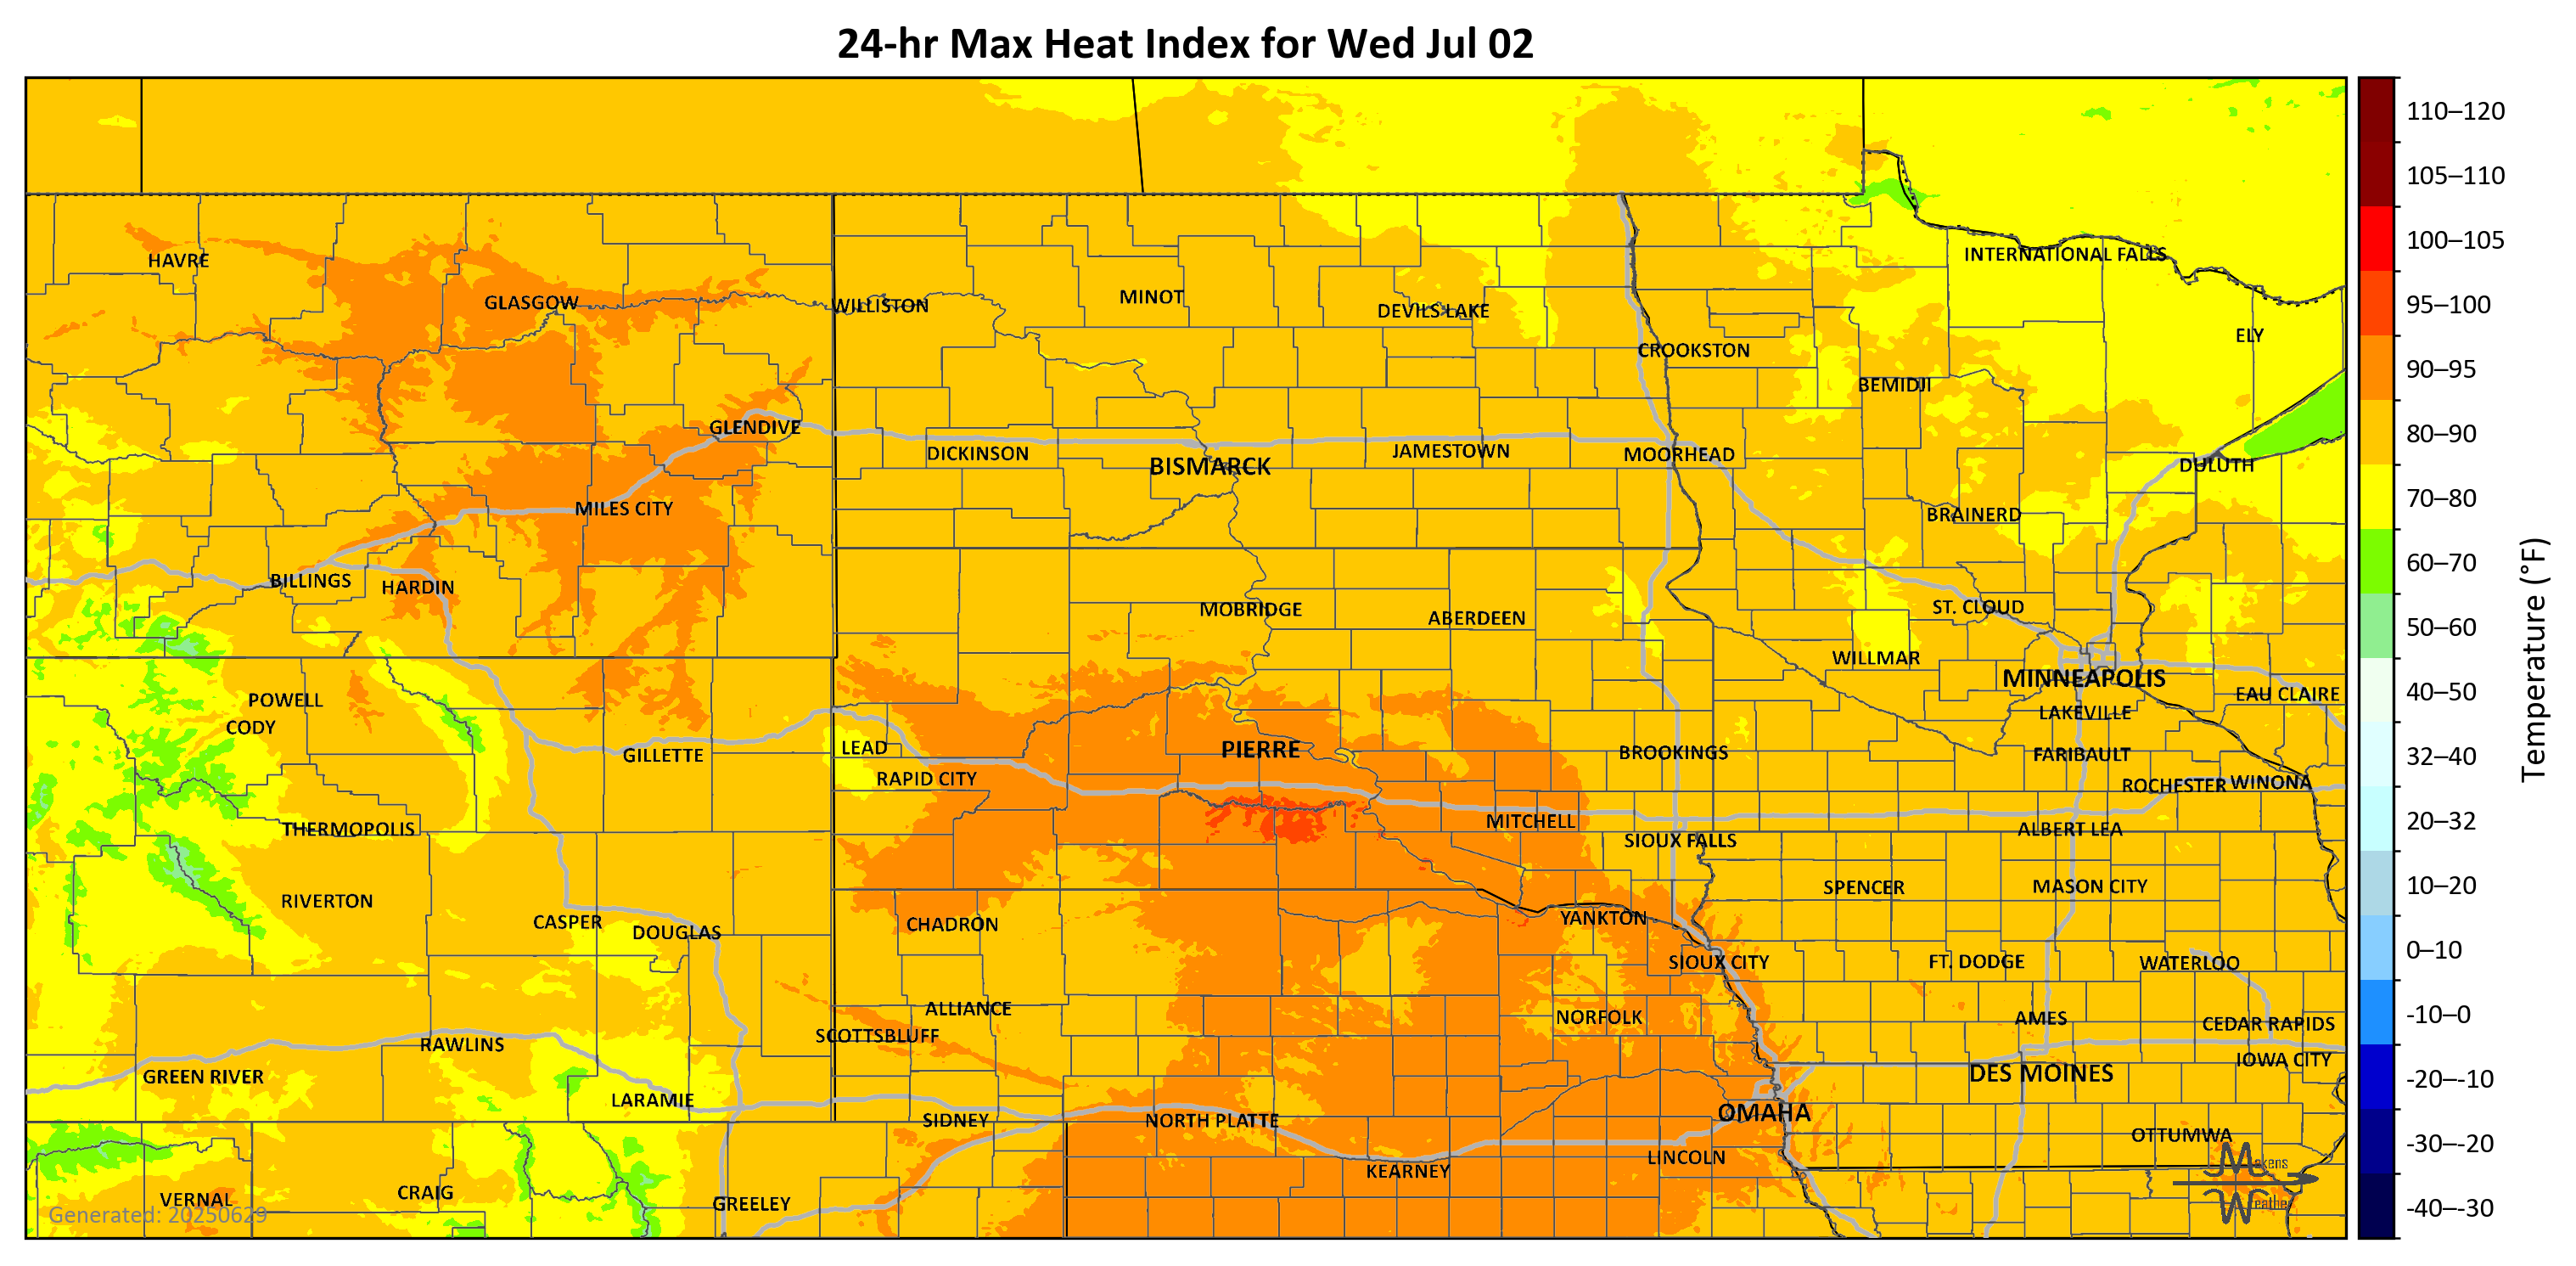 24-hr Max Heat Index for Wed Jul 02
110–120
105–110
HAVRE
INTERNATIONAL FALLS
100–105
GLASGOW
WILLISTON
MINOT
DEVILS LAKE
95–100
ELY
CROOKSTON
90–95
BEMIDJI
GLENDIVE
80–90
DICKINSON
BISMARCK
JAMESTOWN
MOORHEAD
DULUTH
MILES CITY
BRAINERD
70–80
BILLINGS
HARDIN
60–70
MOBRIDGE
ABERDEEN
ST. CLOUD
50–60
WILLMAR
MINNEAPOLIS
POWELL
EAU CLAIRE
40–50
CODY
LAKEVILLE
GILLETTE
LEAD
PIERRE
BROOKINGS
FARIBAULT
32–40
RAPID CITY
ROCHESTER
WINONA
THERMOPOLIS
MITCHELL
SIOUX FALLS
ALBERT LEA
20–32
RIVERTON
SPENCER
MASON CITY
10–20
CASPER
DOUGLAS
CHADRON
YANKTON
SIOUX CITY
FT. DODGE
WATERLOO
0–10
ALLIANCE
NORFOLK
AMES
CEDAR RAPIDS
-10–0
RAWLINS
SCOTTSBLUFF
IOWA CITY
GREEN RIVER
DES MOINES
-20–-10
LARAMIE
SIDNEY
NORTH PLATTE
OMAHA
OTTUMWA
-30–-20
KEARNEY
LINCOLN
Makens
Weather
VERNAL
CRAIG
GREELEY
-40–-30
Generated: 20250629
Temperature (°F)